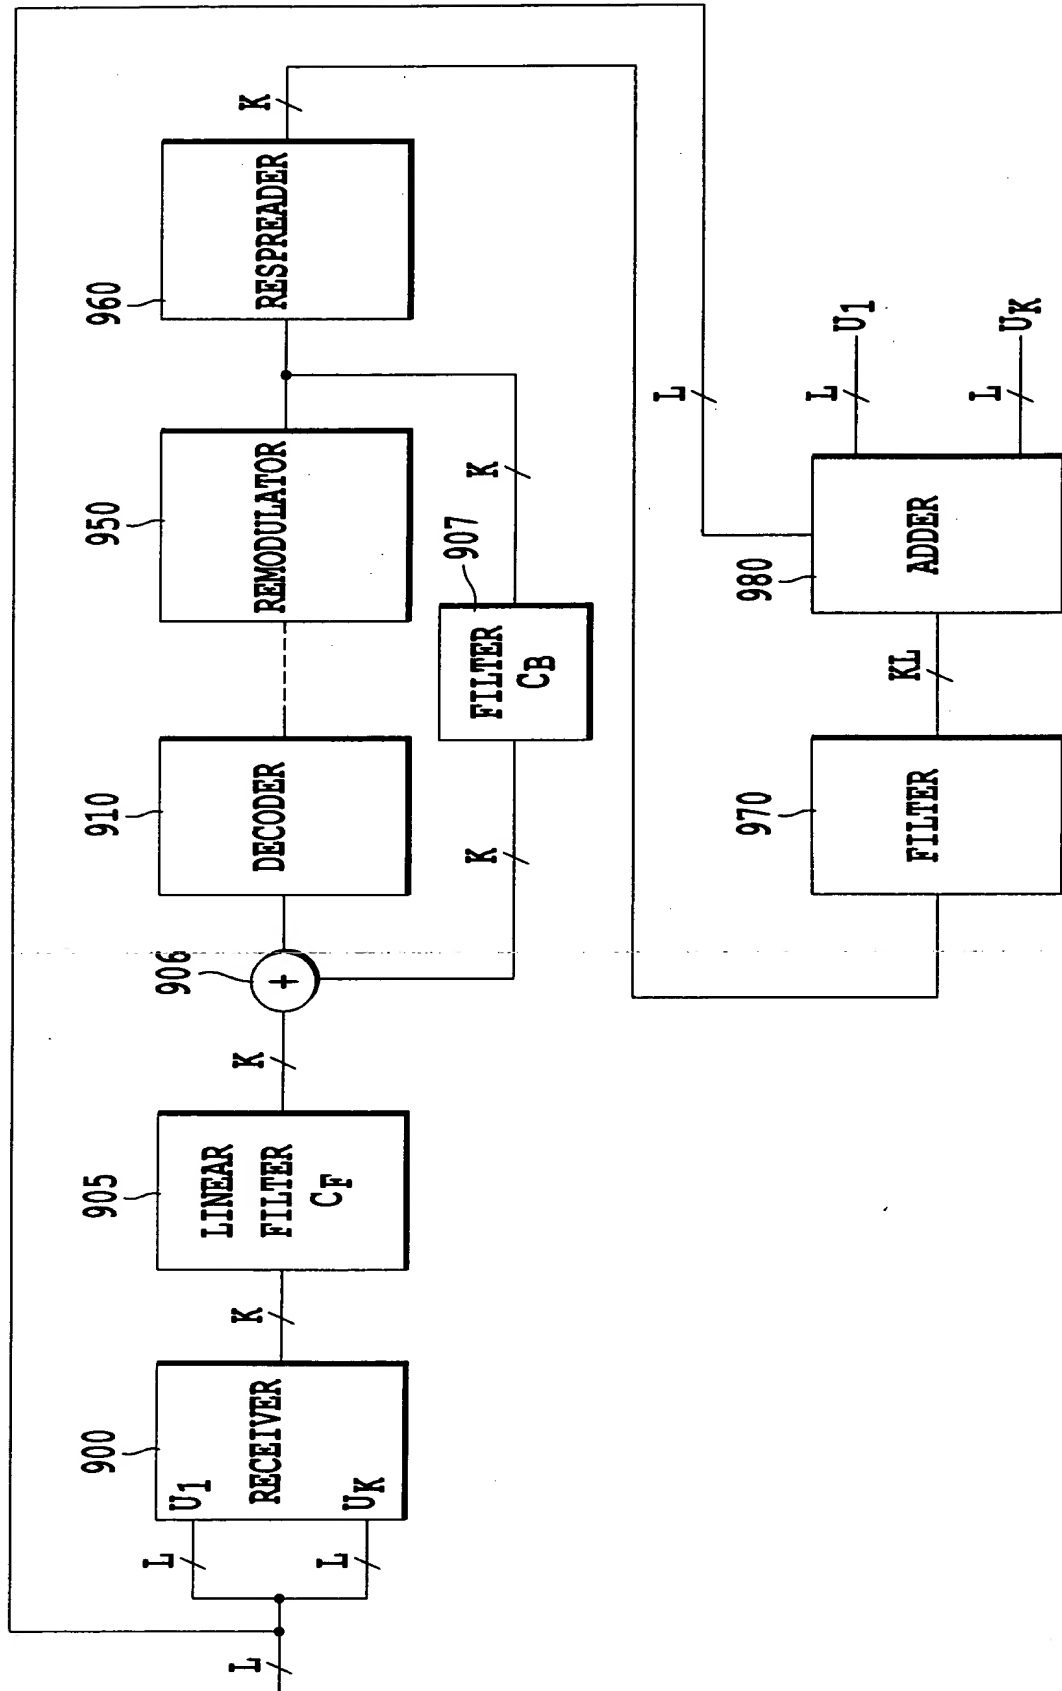 L
L
L
900
U1
RECEIVER
UK
K
905
LINEAR
FILTER
CF
K
906
+
910
DECODER
950
REMODULATOR
960
RESPREADER
K
K
FILTER
CB
907
K
970
FILTER
KL
980
ADDER
L
L
U1
L
UK